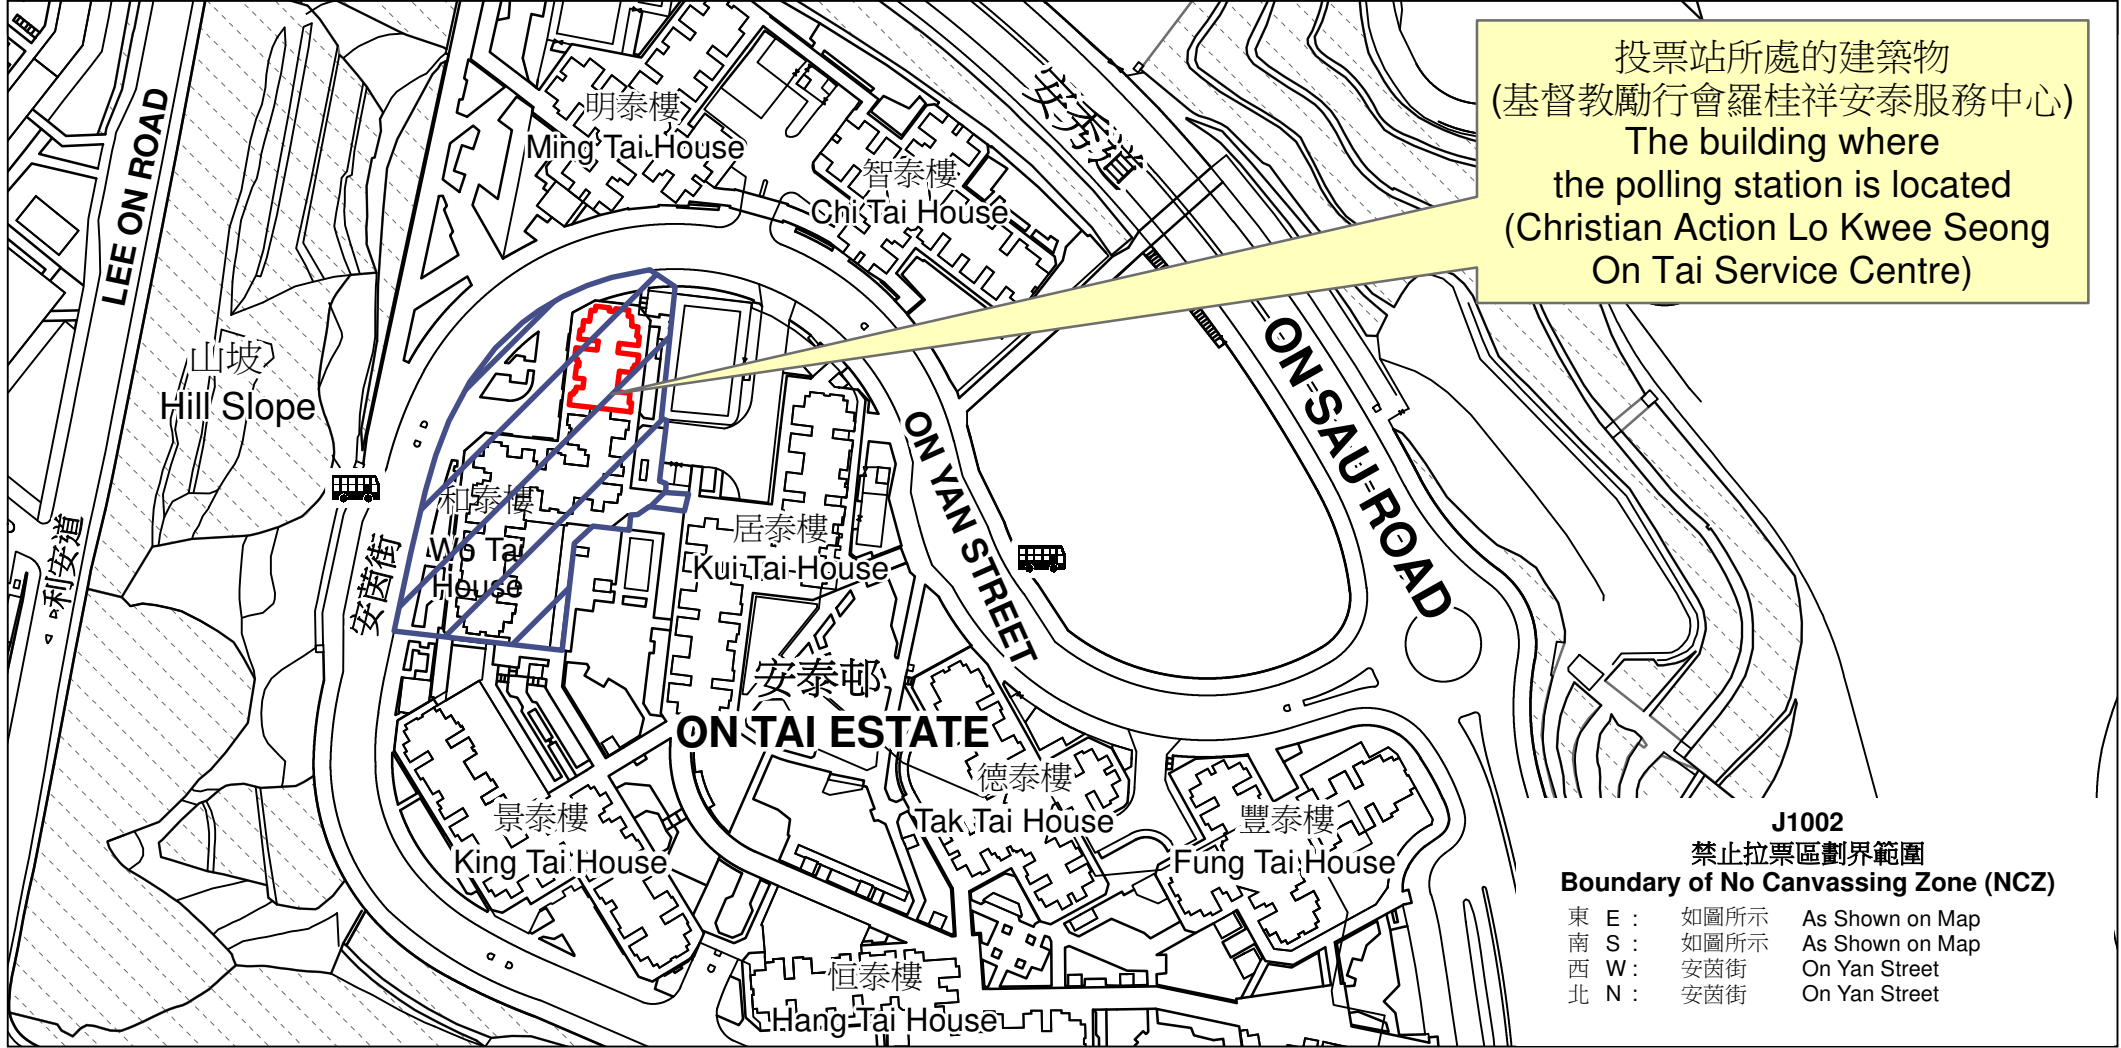 投票站所處的建築物
(基督教勵行會羅桂祥安泰服務中心)
The building where
the polling station is located
(Christian Action Lo Kwee Seong
On Tai Service Centre)
明泰樓
Ming Tai House
智泰樓
Chi Tai House
安秀道
ON SAU ROAD
LEE ON ROAD
利安道
山坡
Hill Slope
安茵街
ON YAN STREET
和泰樓
Wo Tai
House
居泰樓
Kui Tai House
安泰邨
ON TAI ESTATE
德泰樓
Tak Tai House
豐泰樓
Fung Tai House
景泰樓
King Tai House
恒泰樓
Hang Tai House
J1002
禁止拉票區劃界範圍
Boundary of No Canvassing Zone (NCZ)
東 E : 如圖所示 As Shown on Map
南 S : 如圖所示 As Shown on Map
西 W : 安茵街 On Yan Street
北 N : 安茵街 On Yan Street